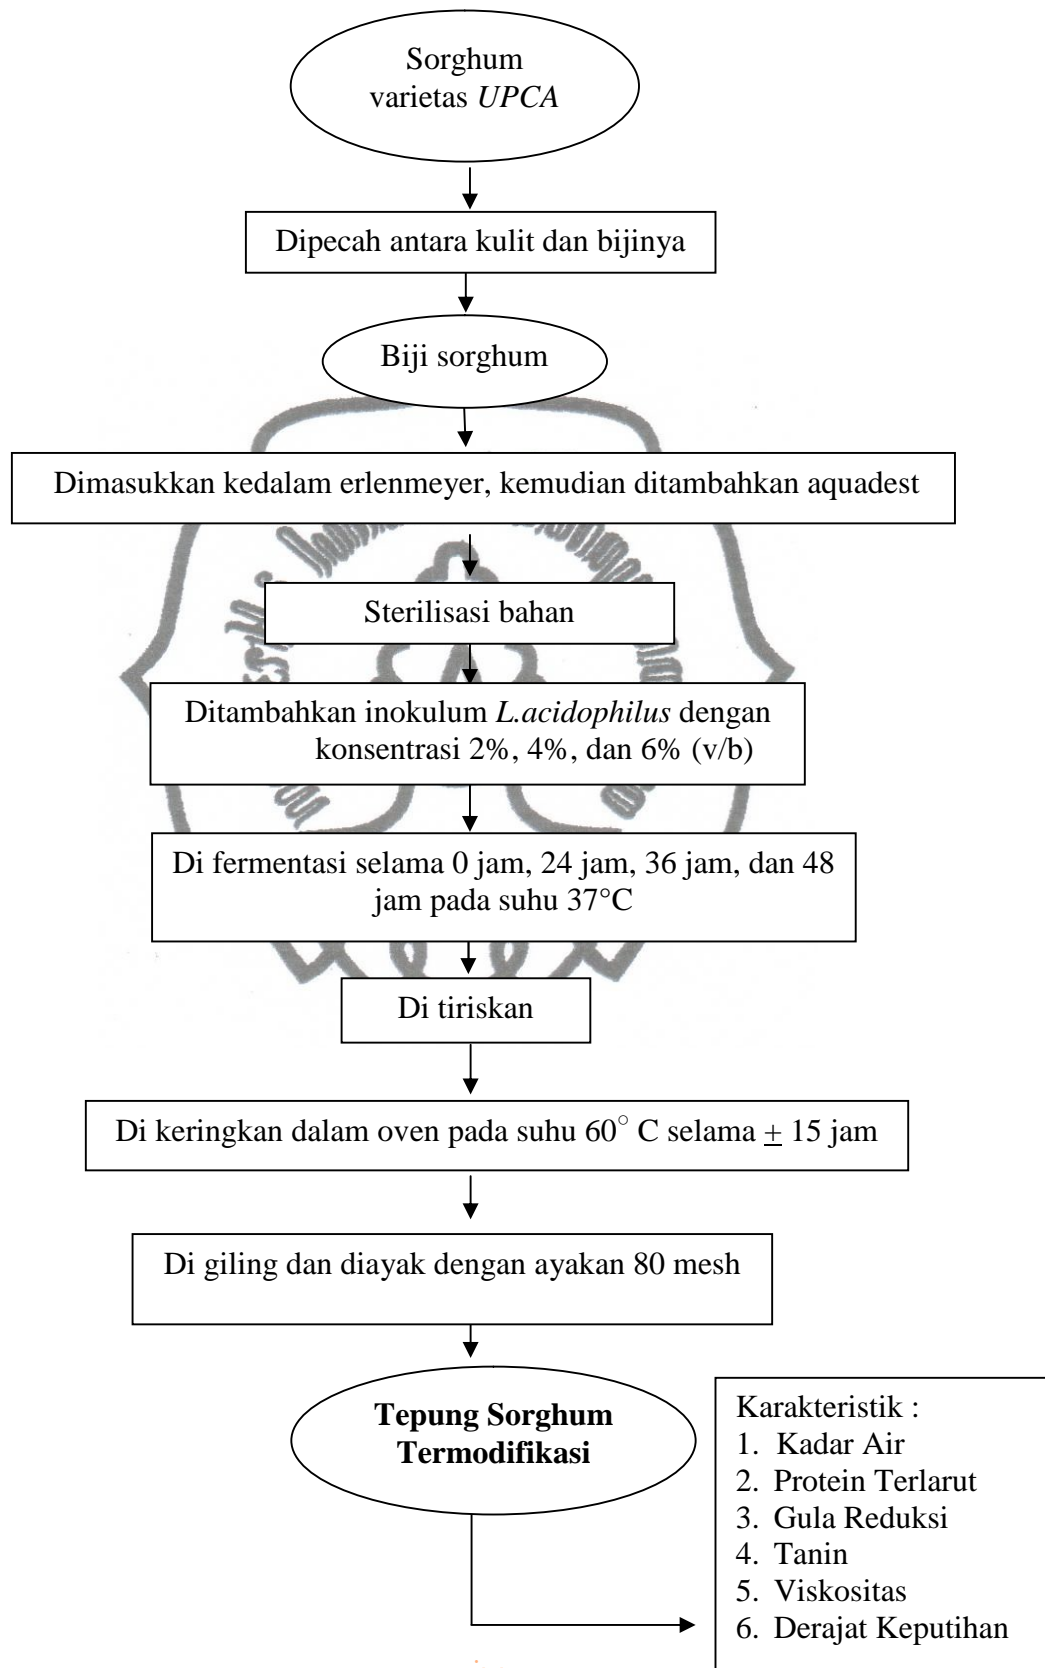 Sorghum
varietas UPCA
Dipecah antara kulit dan bijinya
Biji sorghum
Dimasukkan kedalam erlenmeyer, kemudian ditambahkan aquadest
Sterilisasi bahan
Ditambahkan inokulum L.acidophilus dengan
konsentrasi 2%, 4%, dan 6% (v/b)
Di fermentasi selama 0 jam, 24 jam, 36 jam, dan 48
jam pada suhu 37°C
Di tiriskan
Di keringkan dalam oven pada suhu 60° C selama ± 15 jam
Di giling dan diayak dengan ayakan 80 mesh
Tepung Sorghum
Termodifikasi
Karakteristik :
1. Kadar Air
2. Protein Terlarut
3. Gula Reduksi
4. Tanin
5. Viskositas
6. Derajat Keputihan